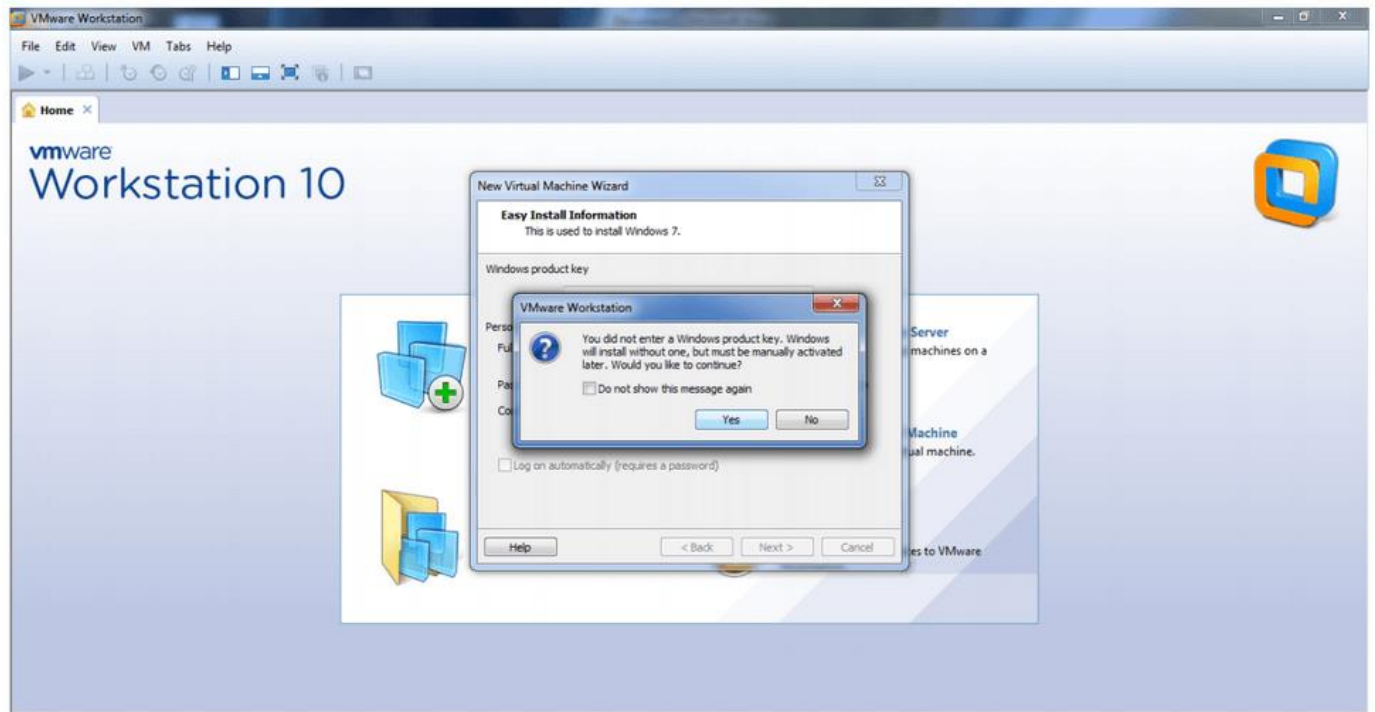 VMware Workstation
File Edit View VM Tabs Help
Home
vmware
Workstation 10
New Virtual Machine Wizard
Easy Install Information
This is used to install Windows 7.
Windows product key
VMware Workstation
You did not enter a Windows product key. Windows
will install without one, but must be manually activated
later. Would you like to continue?
Do not show this message again
Yes No
Log on automatically (requires a password)
Help < Back Next > Cancel
Server
machines on a
Machine
machine.
to VMware